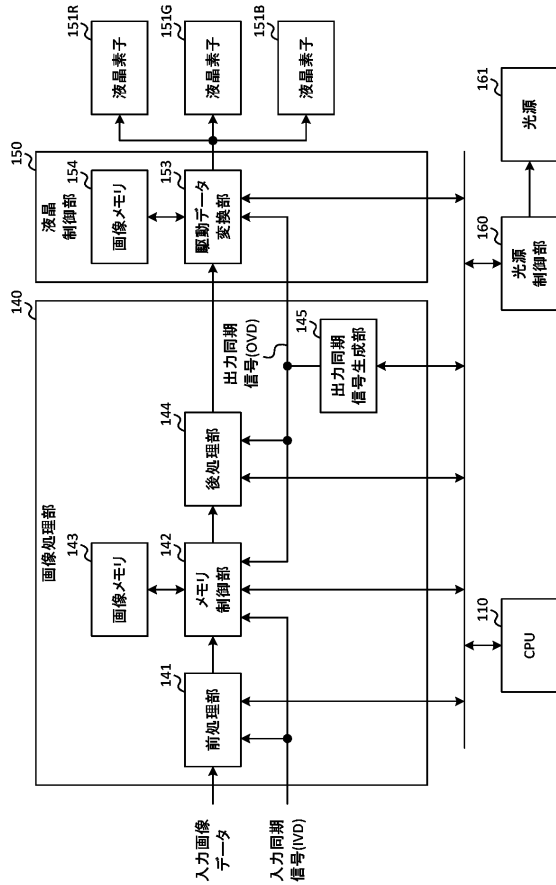 140
画像処理部
150
液晶
制御部
143
画像メモリ
154
画像メモリ
151R
液晶素子
141
前処理部
142
メモリ
制御部
144
後処理部
153
駆動データ
変換部
151G
液晶素子
151B
液晶素子
入力画像
データ
入力同期
信号(IVD)
出力同期
信号(OVD)
145
出力同期
信号生成部
110
CPU
160
光源
制御部
161
光源